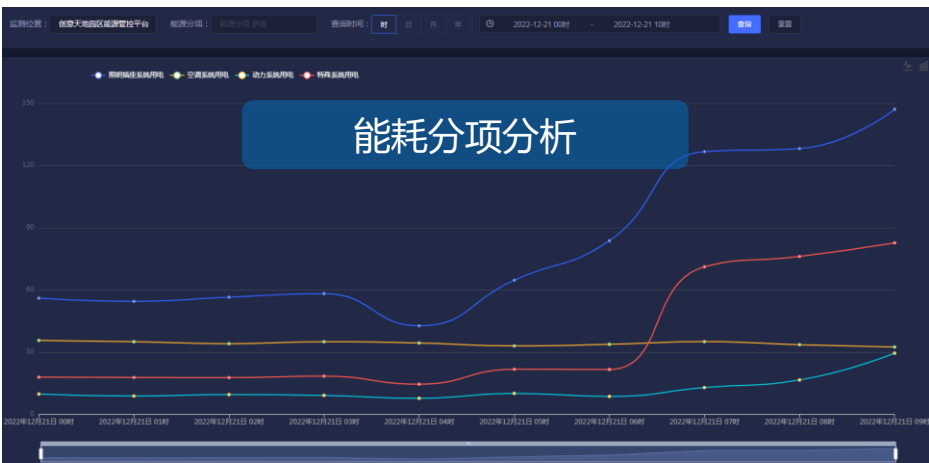 监测位置： 创意天地园区能源管控平台 能源分项： 能源分项 多选 查询时间： 时 日 月 年 2022-12-21 00时 - 2022-12-21 10时 查询 重置
照明插座系统用电 空调系统用电 动力系统用电 特殊系统用电
能耗分项分析
150
120
90
60
30
0
2022年12月21日 00时 2022年12月21日 01时 2022年12月21日 02时 2022年12月21日 03时 2022年12月21日 04时 2022年12月21日 05时 2022年12月21日 06时 2022年12月21日 07时 2022年12月21日 08时 2022年12月21日 09时